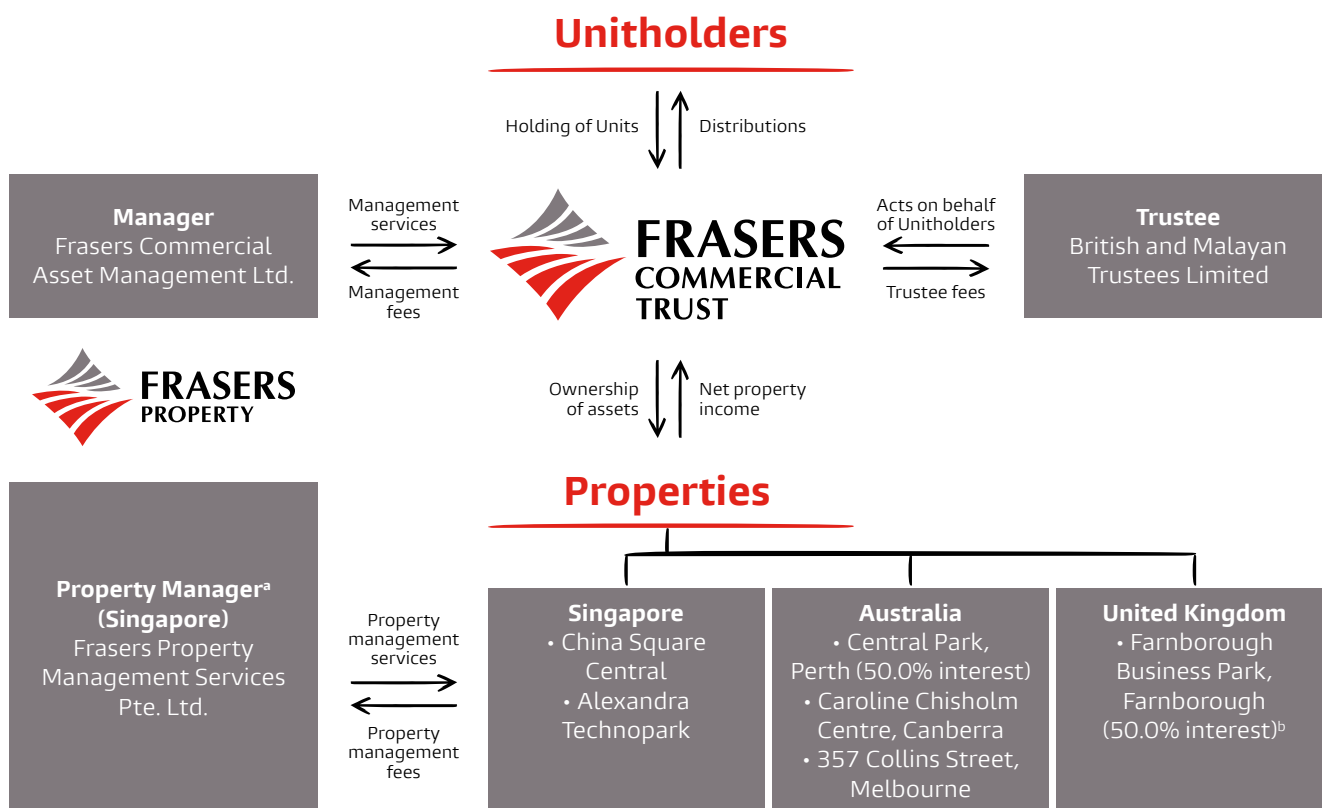 Unitholders
Holding of Units
Distributions
Manager
Frasers Commercial
Asset Management Ltd.
Management
services
Management
fees
FRASERS
COMMERCIAL
TRUST
Acts on behalf
of Unitholders
Trustee fees
Trustee
British and Malayan
Trustees Limited
FRASERS
PROPERTY
Ownership
of assets
Net property
income
Properties
Property Managerᵃ
(Singapore)
Frasers Property
Management Services
Pte. Ltd.
Property
management
services
Property
management
fees
Singapore
• China Square
Central
• Alexandra
Technopark
Australia
• Central Park,
Perth (50.0% interest)
• Caroline Chisholm
Centre, Canberra
• 357 Collins Street,
Melbourne
United Kingdom
• Farnborough
Business Park,
Farnborough
(50.0% interest)ᵇ